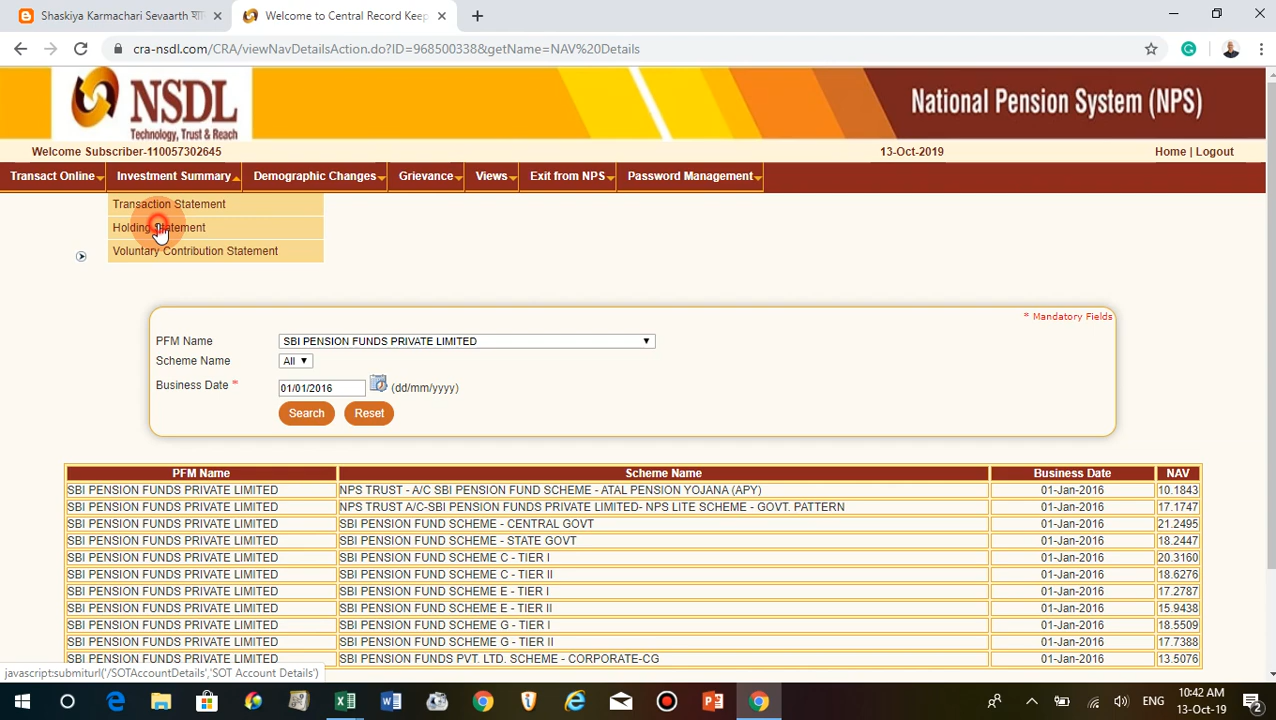 Shaskiya Karmachari Sevaarth
Welcome to Central Record Keep
cra-nsdl.com/CRA/viewNavDetailsAction.do?ID=968500338&getName=NAV%20Details
NSDL
Technology, Trust & Reach
National Pension System (NPS)
Welcome Subscriber-110057302645
13-Oct-2019
Home | Logout
Transact Online
Investment Summary
Demographic Changes
Grievance
Views
Exit from NPS
Password Management
Transaction Statement
Holding Statement
Voluntary Contribution Statement
* Mandatory Fields
PFM Name SBI PENSION FUNDS PRIVATE LIMITED
Scheme Name All
Business Date * 01/01/2016 (dd/mm/yyyy)
Search Reset
PFM Name Scheme Name Business Date NAV
SBI PENSION FUNDS PRIVATE LIMITED NPS TRUST - A/C SBI PENSION FUND SCHEME - ATAL PENSION YOJANA (APY) 01-Jan-2016 10.1843
SBI PENSION FUNDS PRIVATE LIMITED NPS TRUST A/C-SBI PENSION FUNDS PRIVATE LIMITED- NPS LITE SCHEME - GOVT. PATTERN 01-Jan-2016 17.1747
SBI PENSION FUNDS PRIVATE LIMITED SBI PENSION FUND SCHEME - CENTRAL GOVT 01-Jan-2016 21.2495
SBI PENSION FUNDS PRIVATE LIMITED SBI PENSION FUND SCHEME - STATE GOVT 01-Jan-2016 18.2447
SBI PENSION FUNDS PRIVATE LIMITED SBI PENSION FUND SCHEME C - TIER I 01-Jan-2016 20.3160
SBI PENSION FUNDS PRIVATE LIMITED SBI PENSION FUND SCHEME C - TIER II 01-Jan-2016 18.6276
SBI PENSION FUNDS PRIVATE LIMITED SBI PENSION FUND SCHEME E - TIER I 01-Jan-2016 17.2787
SBI PENSION FUNDS PRIVATE LIMITED SBI PENSION FUND SCHEME E - TIER II 01-Jan-2016 15.9438
SBI PENSION FUNDS PRIVATE LIMITED SBI PENSION FUND SCHEME G - TIER I 01-Jan-2016 18.5509
SBI PENSION FUNDS PRIVATE LIMITED SBI PENSION FUND SCHEME G - TIER II 01-Jan-2016 17.7388
SBI PENSION FUNDS PRIVATE LIMITED SBI PENSION FUNDS PVT. LTD. SCHEME - CORPORATE-CG 01-Jan-2016 13.5076
javascript:submiturl('/SOTAccountDetails','SOT Account Details')
ENG
10:42 AM
13-Oct-19
2